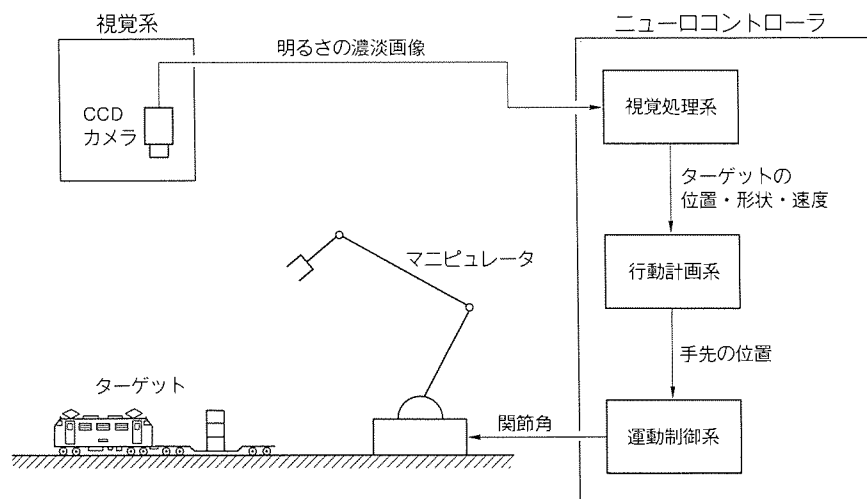 視覚系
ニューロコントローラ
明るさの濃淡画像
CCD
カメラ
視覚処理系
ターゲットの
位置・形状・速度
マニピュレータ
行動計画系
手先の位置
ターゲット
関節角
運動制御系